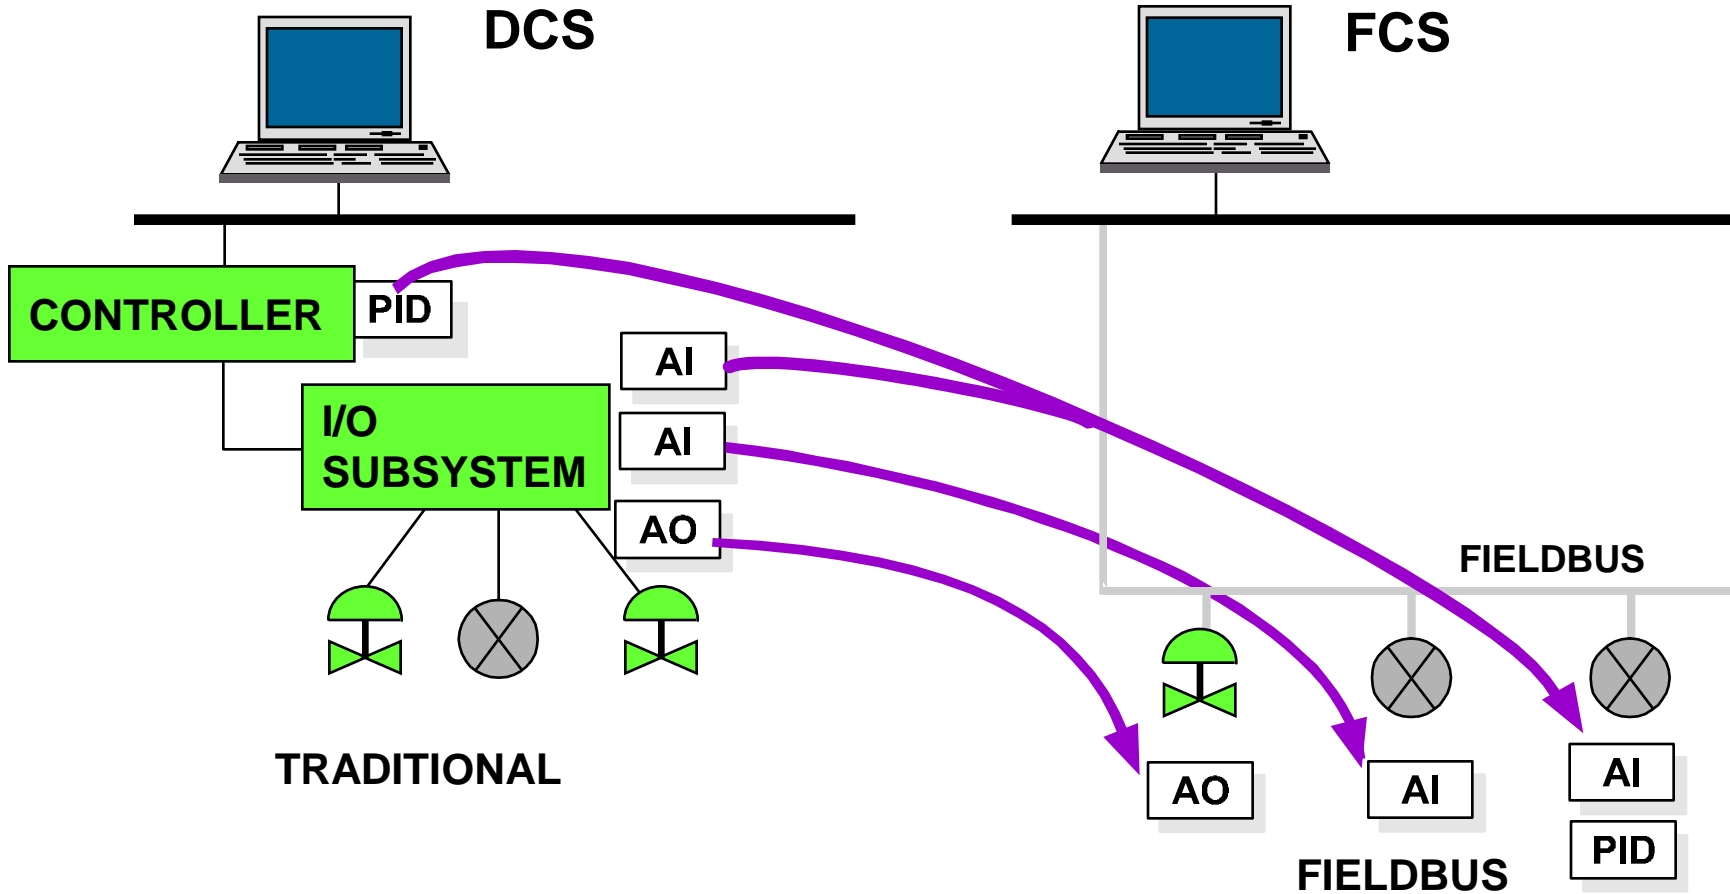 DCS
FCS
CONTROLLER
PID
AI
I/O
SUBSYSTEM
AI
AO
FIELDBUS
TRADITIONAL
AO
AI
AI
PID
FIELDBUS